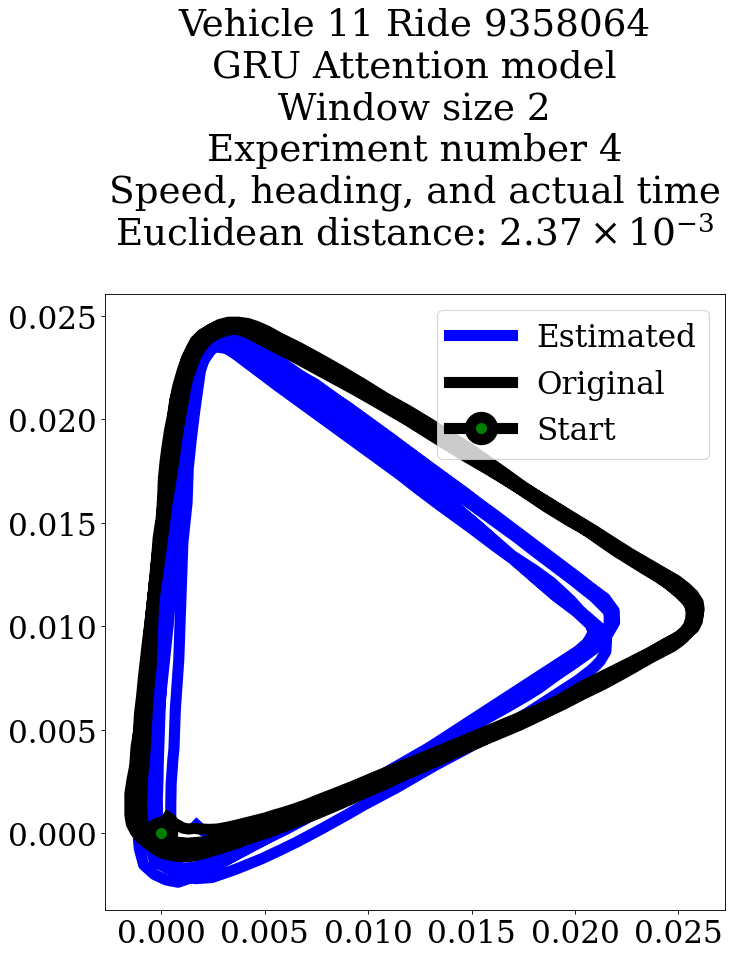 Vehicle 11 Ride 9358064
GRU Attention model
Window size 2
Experiment number 4
Speed, heading, and actual time
Euclidean distance: 2.37 × 10⁻³
Estimated
Original
Start
0.025
0.020
0.015
0.010
0.005
0.000
0.000 0.005 0.010 0.015 0.020 0.025